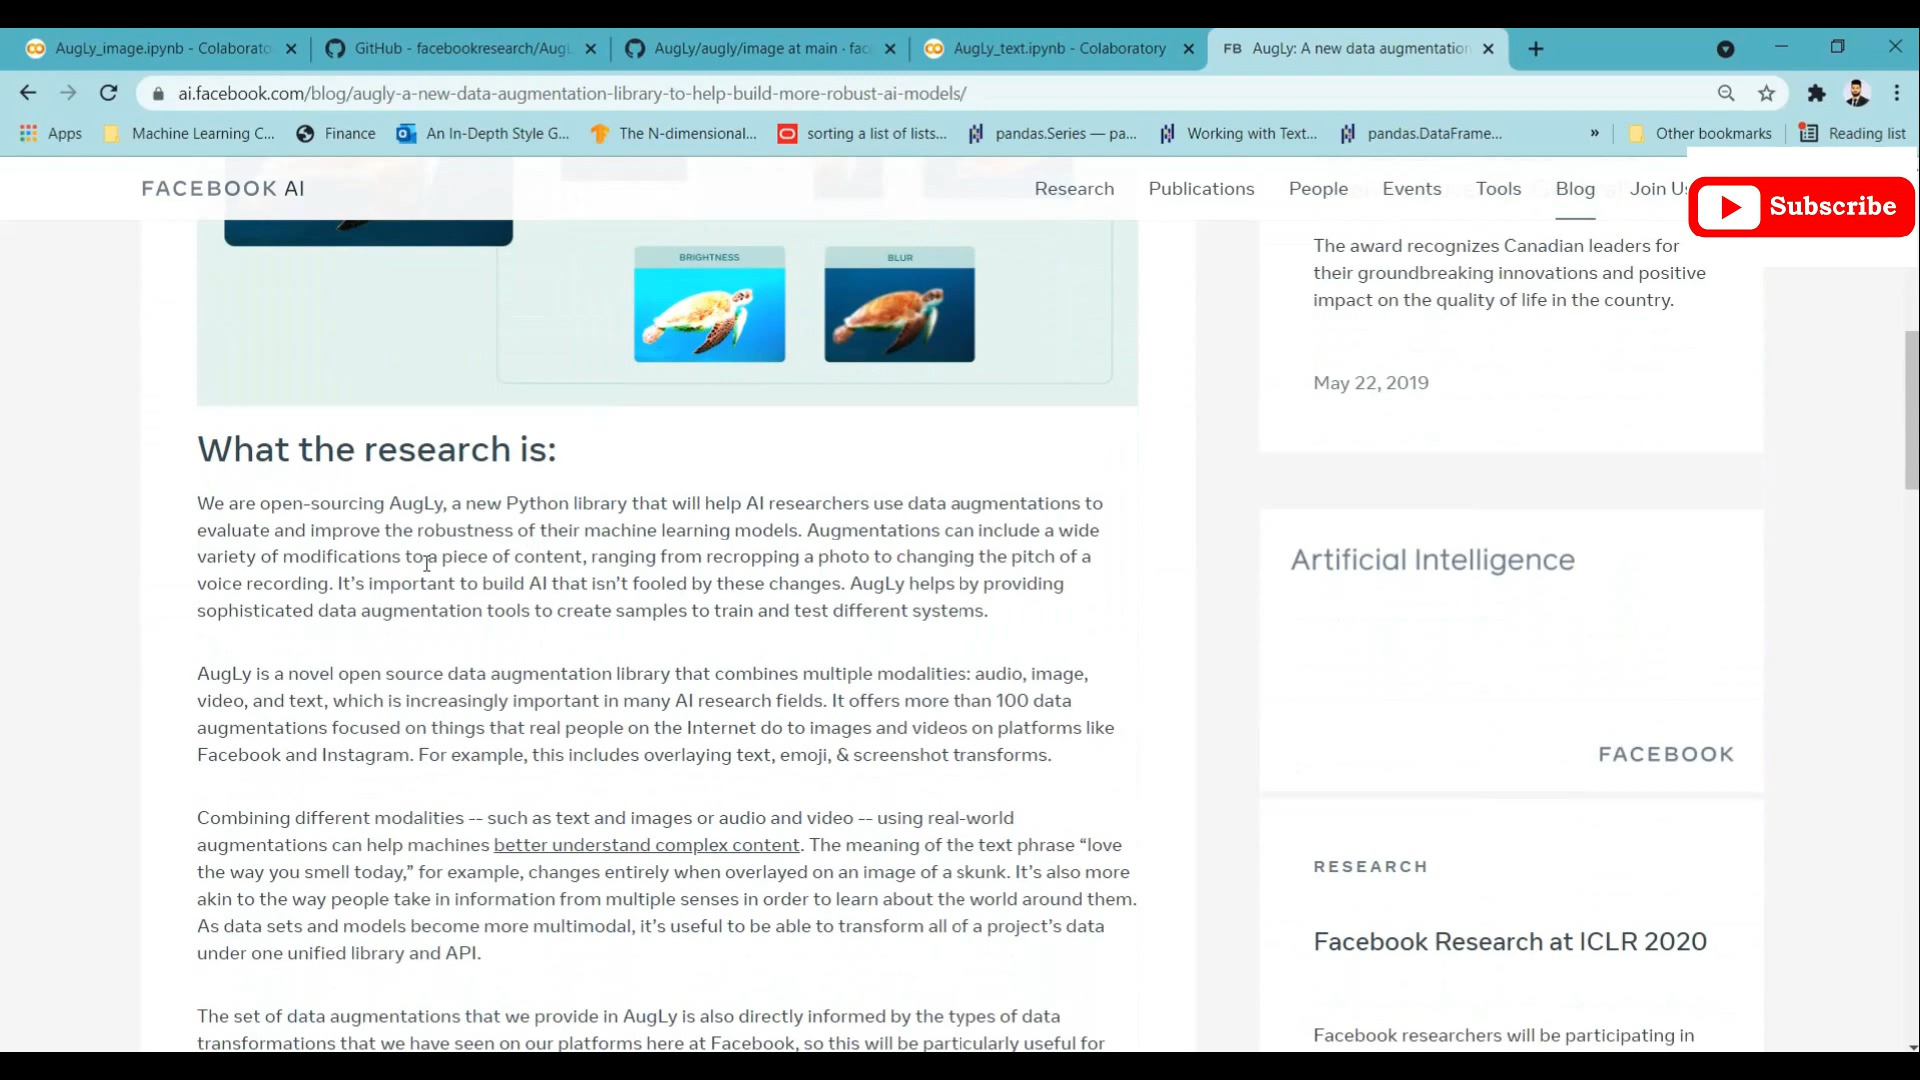 AugLy_image.ipynb - Colaborato
GitHub - facebookresearch/AugL
AugLy/augly/image at main · fac
AugLy_text.ipynb - Colaboratory
FB AugLy: A new data augmentation
ai.facebook.com/blog/augly-a-new-data-augmentation-library-to-help-build-more-robust-ai-models/
Apps
Machine Learning C...
Finance
An In-Depth Style G...
The N-dimensional...
sorting a list of lists...
pandas.Series — pa...
Working with Text...
pandas.DataFrame...
»
Other bookmarks
Reading list
FACEBOOK AI
Research
Publications
People
Events
Tools
Blog
Join Us
Subscribe
BRIGHTNESS
BLUR
The award recognizes Canadian leaders for
their groundbreaking innovations and positive
impact on the quality of life in the country.
May 22, 2019
What the research is:
We are open-sourcing AugLy, a new Python library that will help AI researchers use data augmentations to
evaluate and improve the robustness of their machine learning models. Augmentations can include a wide
variety of modifications to a piece of content, ranging from recropping a photo to changing the pitch of a
voice recording. It’s important to build AI that isn’t fooled by these changes. AugLy helps by providing
sophisticated data augmentation tools to create samples to train and test different systems.
AugLy is a novel open source data augmentation library that combines multiple modalities: audio, image,
video, and text, which is increasingly important in many AI research fields. It offers more than 100 data
augmentations focused on things that real people on the Internet do to images and videos on platforms like
Facebook and Instagram. For example, this includes overlaying text, emoji, & screenshot transforms.
Combining different modalities -- such as text and images or audio and video -- using real-world
augmentations can help machines better understand complex content. The meaning of the text phrase “love
the way you smell today,” for example, changes entirely when overlayed on an image of a skunk. It’s also more
akin to the way people take in information from multiple senses in order to learn about the world around them.
As data sets and models become more multimodal, it’s useful to be able to transform all of a project’s data
under one unified library and API.
The set of data augmentations that we provide in AugLy is also directly informed by the types of data
transformations that we have seen on our platforms here at Facebook, so this will be particularly useful for
Artificial Intelligence
FACEBOOK
RESEARCH
Facebook Research at ICLR 2020
Facebook researchers will be participating in